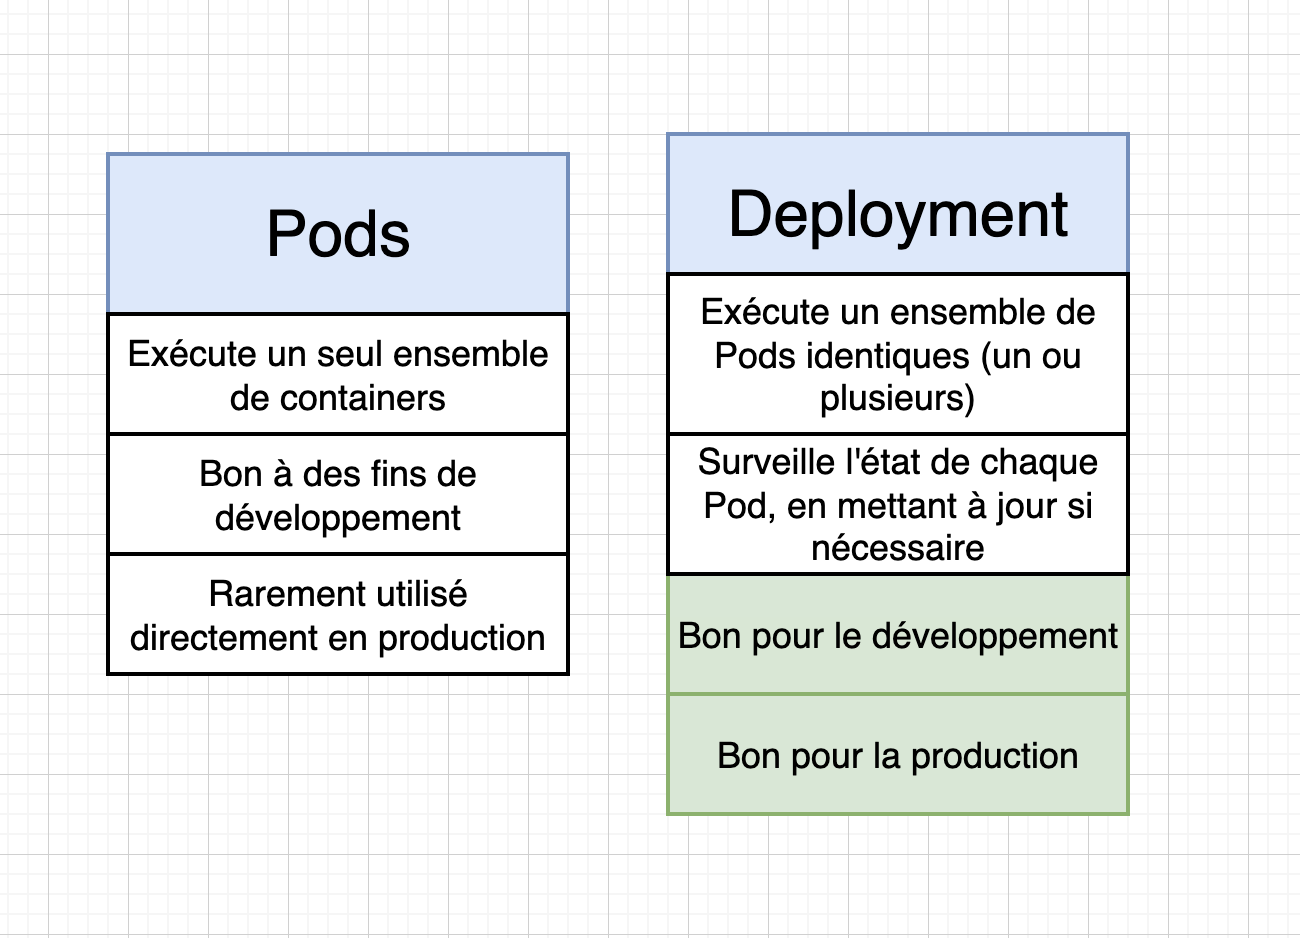 Pods
Exécute un seul ensemble
de containers
Bon à des fins de
développement
Rarement utilisé
directement en production
Deployment
Exécute un ensemble de
Pods identiques (un ou
plusieurs)
Surveille l'état de chaque
Pod, en mettant à jour si
nécessaire
Bon pour le développement
Bon pour la production